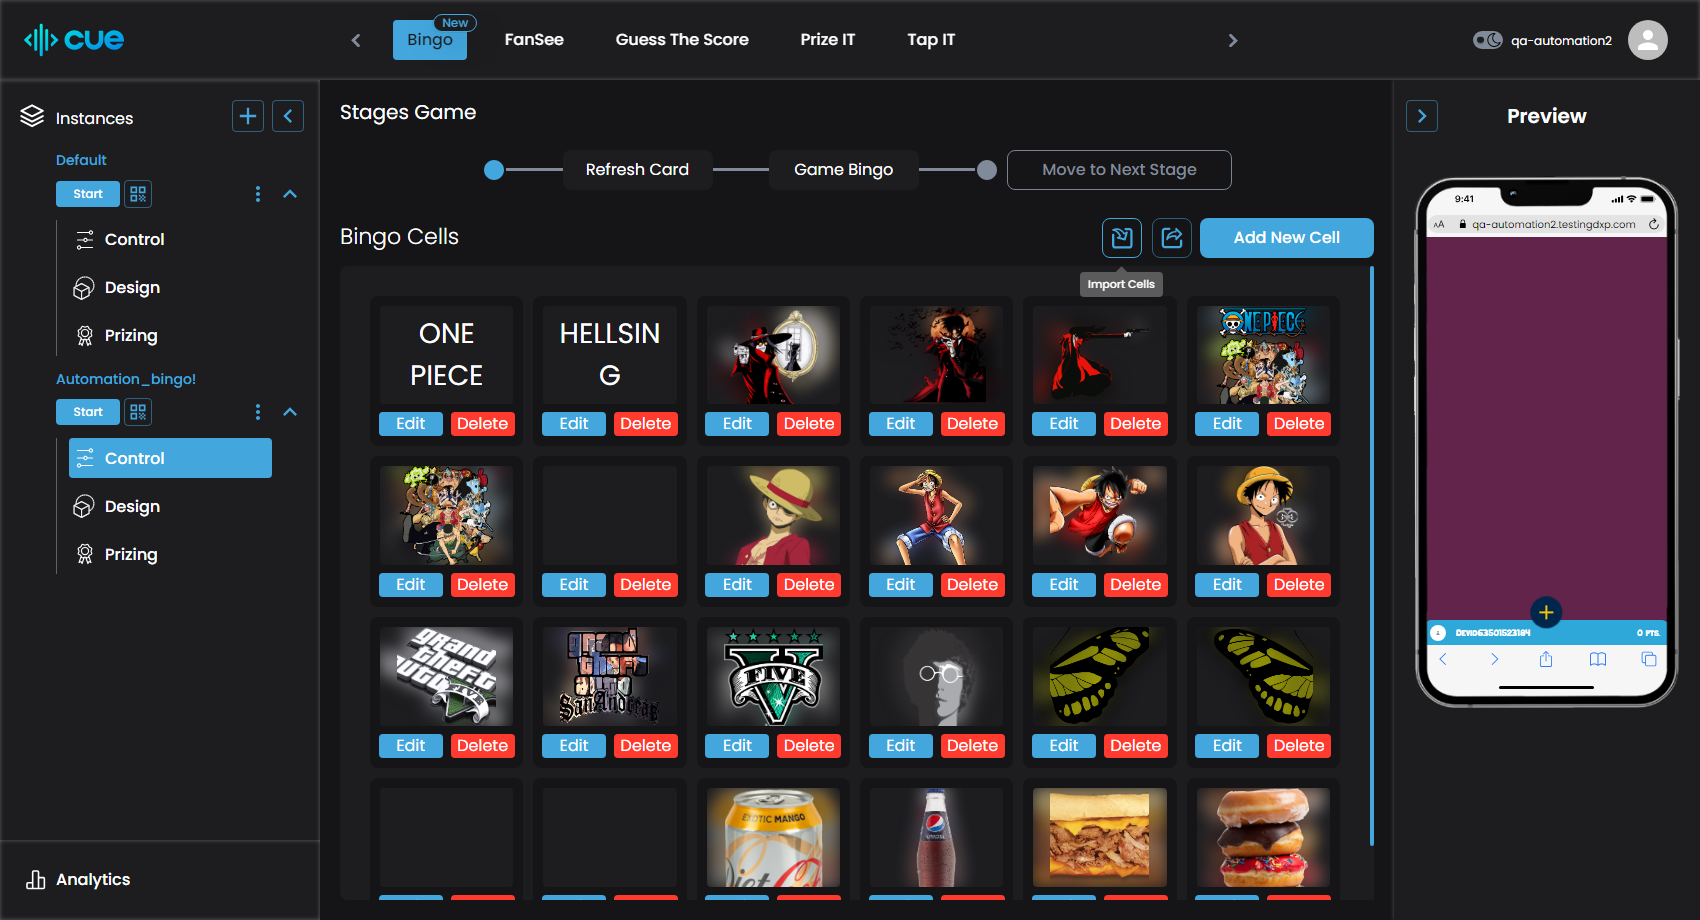 cue
Bingo
New
FanSee
Guess The Score
Prize IT
Tap IT
qa-automation2
Instances
Default
Start
Control
Design
Prizing
Automation_bingo!
Start
Control
Design
Prizing
Analytics
Stages Game
Refresh Card
Game Bingo
Move to Next Stage
Bingo Cells
Add New Cell
Import Cells
ONE
PIECE
HELLSIN
G
ONE PIECE
Edit Delete Edit Delete Edit Delete Edit Delete Edit Delete Edit Delete
Edit Delete Edit Delete Edit Delete Edit Delete Edit Delete Edit Delete
grand
theft
auto
FIVE
grand
theft
auto
San Andreas
V
FIVE
Edit Delete Edit Delete Edit Delete Edit Delete Edit Delete Edit Delete
EXOTIC MANGO
Diet Co
pepsi
Preview
9:41
AA qa-automation2.testingdxp.com
0 PTS.